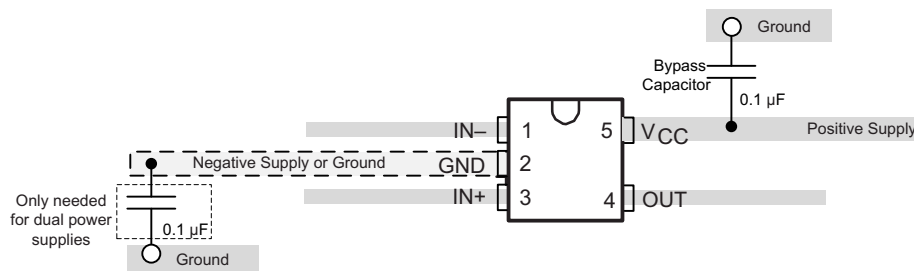 Ground
Bypass
Capacitor
0.1 µF
IN– 1 5 VCC Positive Supply
Negative Supply or Ground GND 2
IN+ 3 4 OUT
Only needed
for dual power
supplies
0.1 µF
Ground